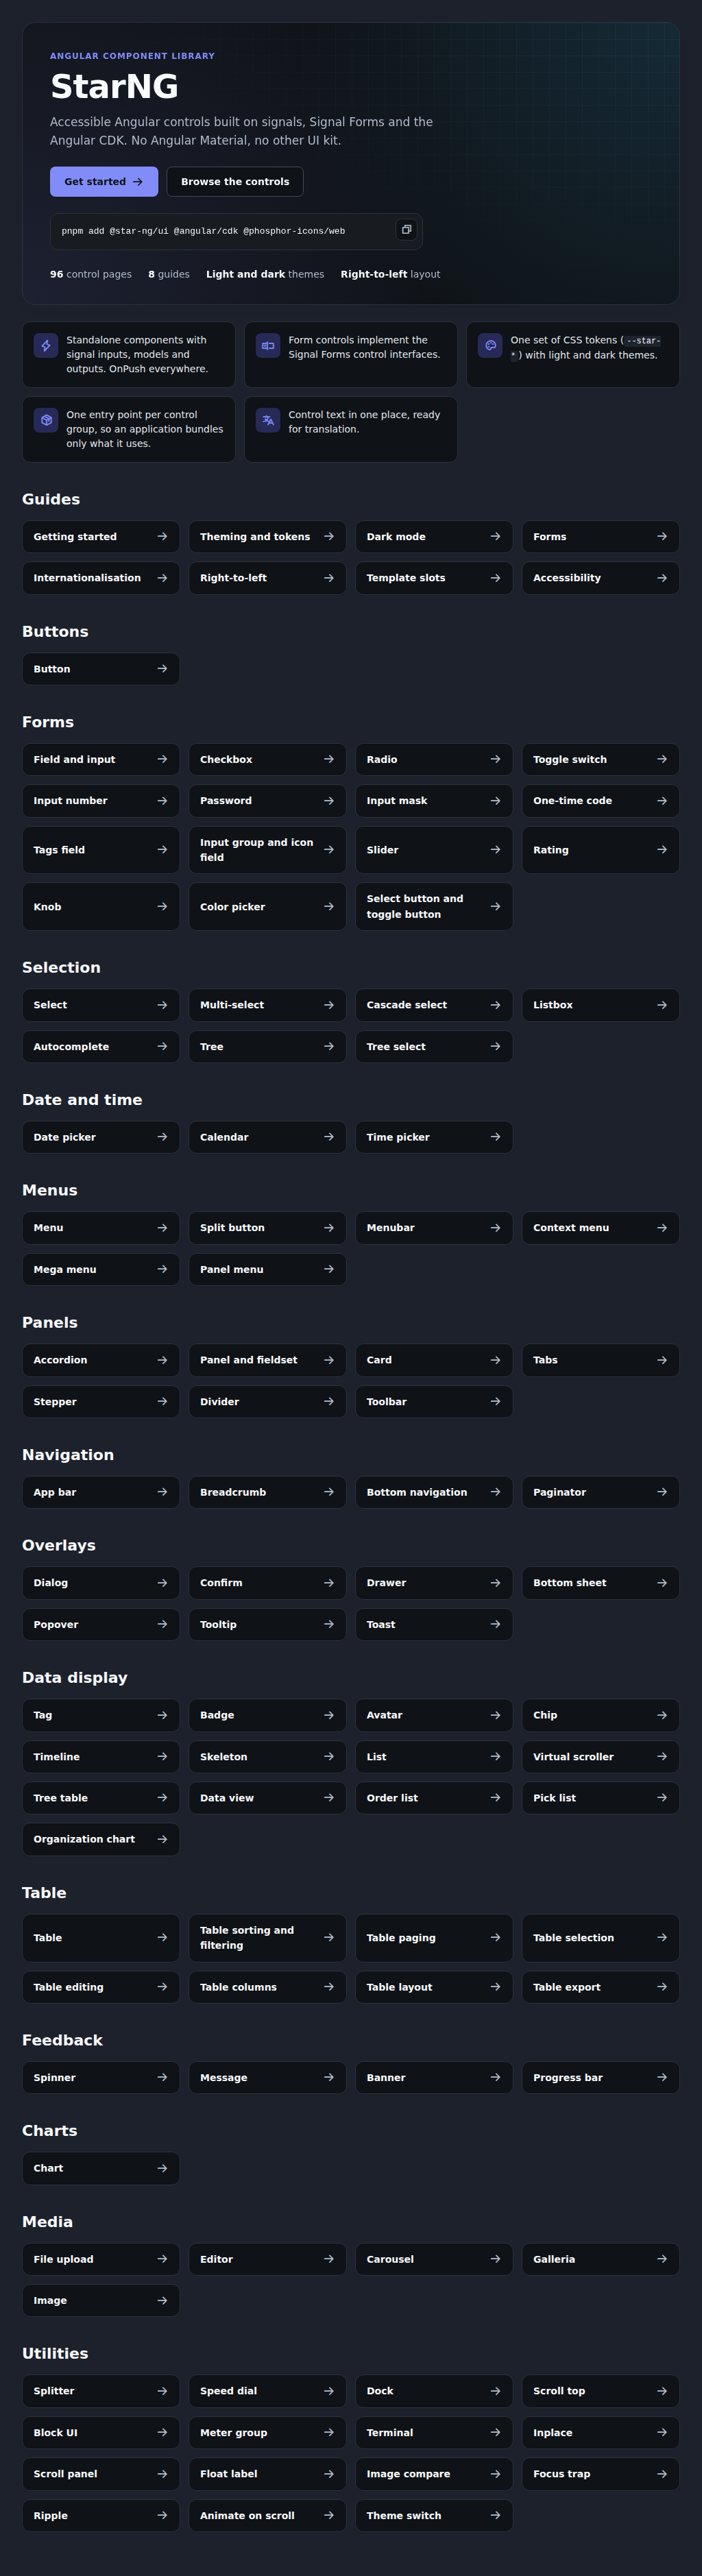 ANGULAR COMPONENT LIBRARY
StarNG
Accessible Angular controls built on signals, Signal Forms and the
Angular CDK. No Angular Material, no other UI kit.
Get started
Browse the controls
pnpm add @star-ng/ui @angular/cdk @phosphor-icons/web
96 control pages 8 guides Light and dark themes Right-to-left layout
Standalone components with
signal inputs, models and
outputs. OnPush everywhere.
Form controls implement the
Signal Forms control interfaces.
One set of CSS tokens (--star-
*) with light and dark themes.
One entry point per control
group, so an application bundles
only what it uses.
Control text in one place, ready
for translation.
Guides
Getting started
Theming and tokens
Dark mode
Forms
Internationalisation
Right-to-left
Template slots
Accessibility
Buttons
Button
Forms
Field and input
Checkbox
Radio
Toggle switch
Input number
Password
Input mask
One-time code
Tags field
Input group and icon
field
Slider
Rating
Knob
Color picker
Select button and
toggle button
Selection
Select
Multi-select
Cascade select
Listbox
Autocomplete
Tree
Tree select
Date and time
Date picker
Calendar
Time picker
Menus
Menu
Split button
Menubar
Context menu
Mega menu
Panel menu
Panels
Accordion
Panel and fieldset
Card
Tabs
Stepper
Divider
Toolbar
Navigation
App bar
Breadcrumb
Bottom navigation
Paginator
Overlays
Dialog
Confirm
Drawer
Bottom sheet
Popover
Tooltip
Toast
Data display
Tag
Badge
Avatar
Chip
Timeline
Skeleton
List
Virtual scroller
Tree table
Data view
Order list
Pick list
Organization chart
Table
Table
Table sorting and
filtering
Table paging
Table selection
Table editing
Table columns
Table layout
Table export
Feedback
Spinner
Message
Banner
Progress bar
Charts
Chart
Media
File upload
Editor
Carousel
Galleria
Image
Utilities
Splitter
Speed dial
Dock
Scroll top
Block UI
Meter group
Terminal
Inplace
Scroll panel
Float label
Image compare
Focus trap
Ripple
Animate on scroll
Theme switch